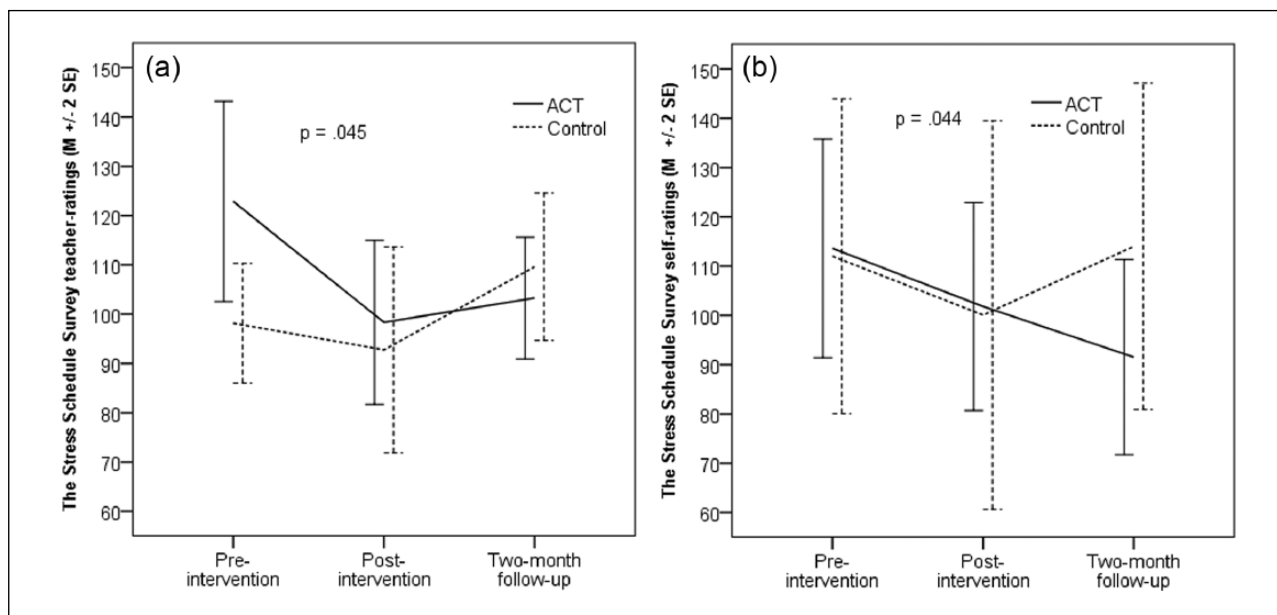 (a)
The Stress Schedule Survey teacher-ratings (M +/- 2 SE)
150
140
130
120
110
100
90
80
70
60
ACT
Control
p = .045
Pre-
intervention
Post-
intervention
Two-month
follow-up
(b)
The Stress Schedule Survey self-ratings (M +/- 2 SE)
150
140
130
120
110
100
90
80
70
60
ACT
Control
p = .044
Pre-
intervention
Post-
intervention
Two-month
follow-up